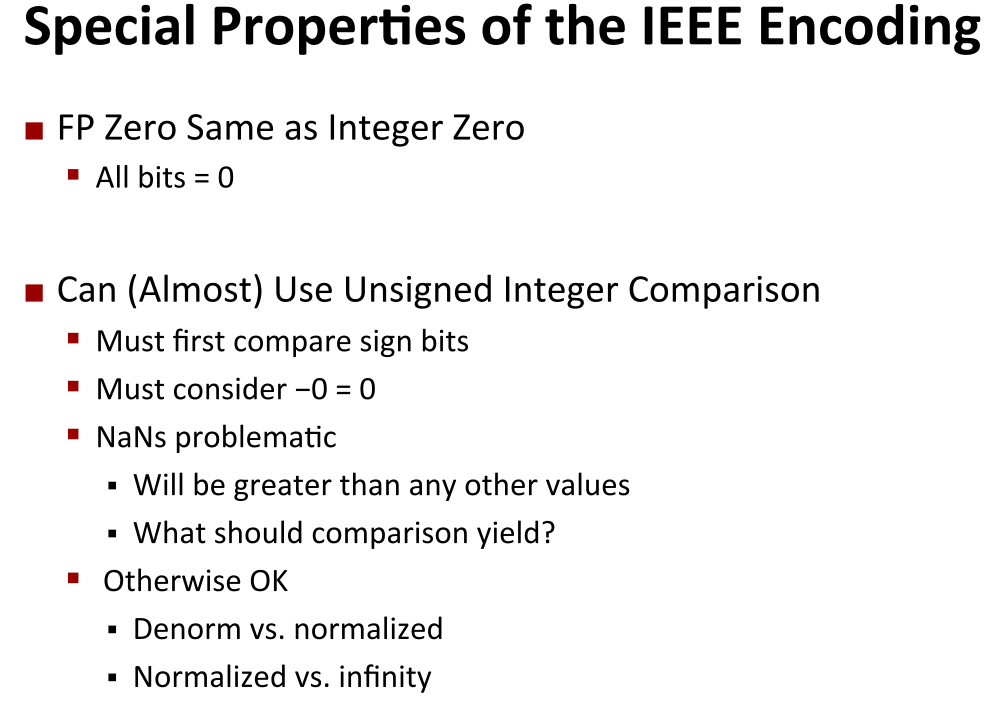 Special Properties of the IEEE Encoding
■ FP Zero Same as Integer Zero
▪ All bits = 0
■ Can (Almost) Use Unsigned Integer Comparison
▪ Must first compare sign bits
▪ Must consider −0 = 0
▪ NaNs problematic
▪ Will be greater than any other values
▪ What should comparison yield?
▪ Otherwise OK
▪ Denorm vs. normalized
▪ Normalized vs. infinity